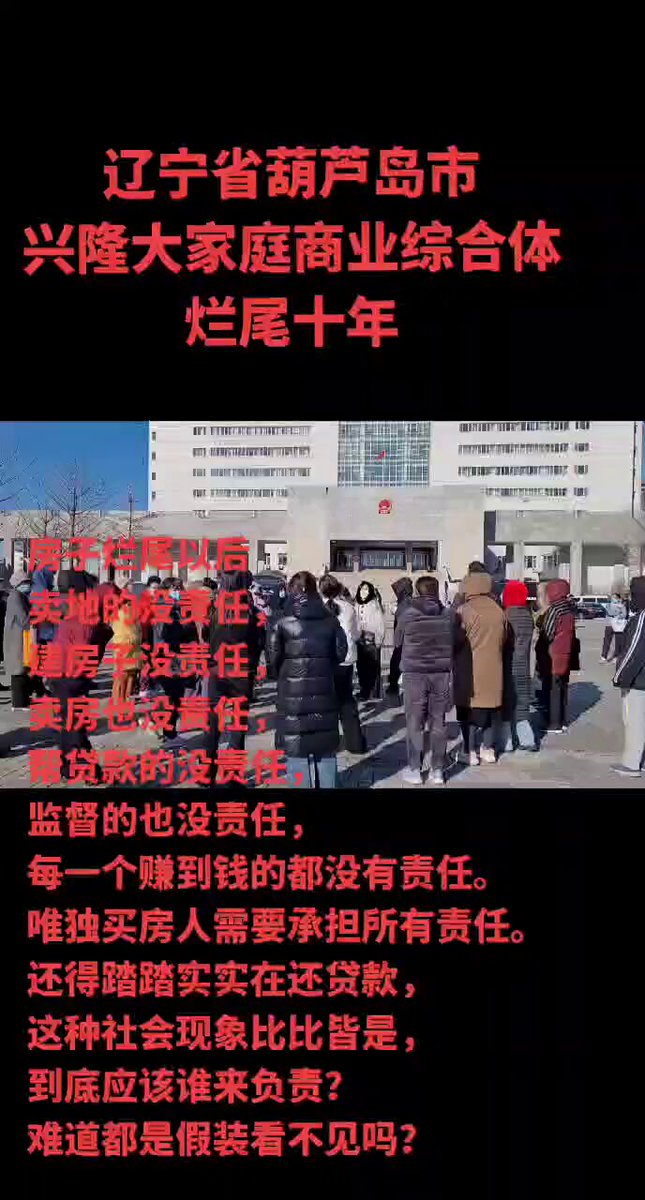 辽宁省葫芦岛市
兴隆大家庭商业综合体
烂尾十年
房子烂尾以后
卖地的没责任，
建房子没责任，
卖房也没责任，
帮贷款的没责任，
监督的也没责任，
每一个赚到钱的都没有责任。
唯独买房人需要承担所有责任。
还得踏踏实实在还贷款，
这种社会现象比比皆是，
到底应该谁来负责？
难道都是假装看不见吗？